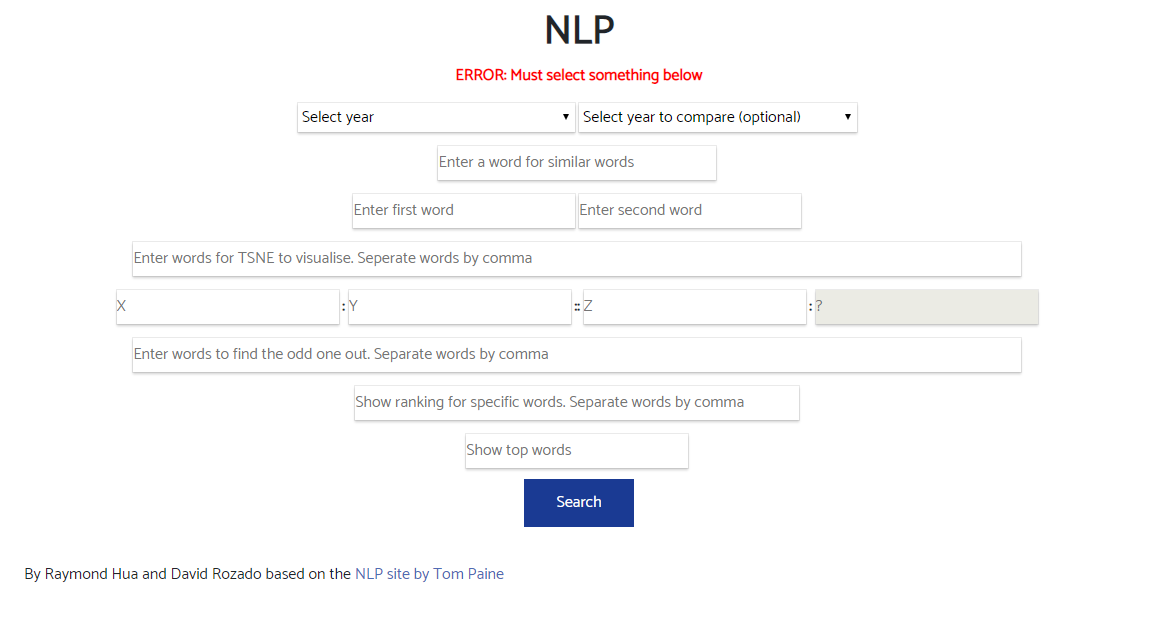 NLP
ERROR: Must select something below
Select year Select year to compare (optional)
Enter a word for similar words
Enter first word Enter second word
Enter words for TSNE to visualise. Seperate words by comma
X : Y :: Z : ?
Enter words to find the odd one out. Separate words by comma
Show ranking for specific words. Separate words by comma
Show top words
Search
By Raymond Hua and David Rozado based on the NLP site by Tom Paine